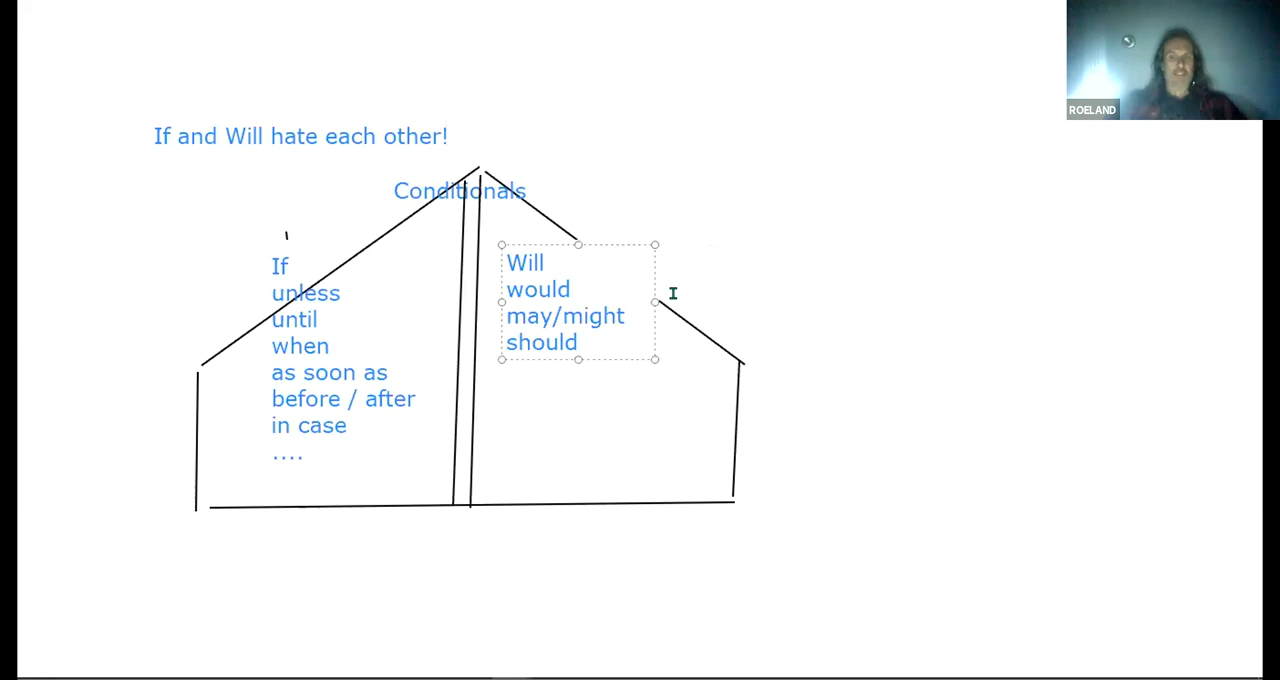 ROELAND
If and Will hate each other!
Conditionals
If
unless
until
when
as soon as
before / after
in case
....
Will
would
may/might
should